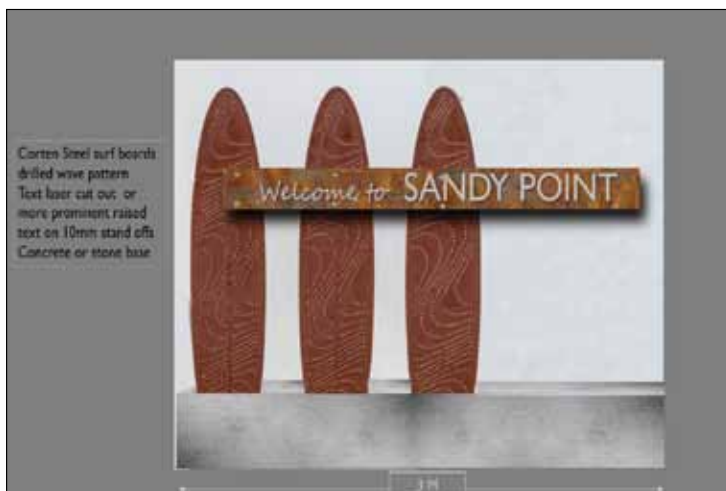 Corten Steel surf boards
drilled wave pattern
Text laser cut out or
more prominent raised
text on 10mm stand offs
Concrete or stone base
Welcome to SANDY POINT
3 M